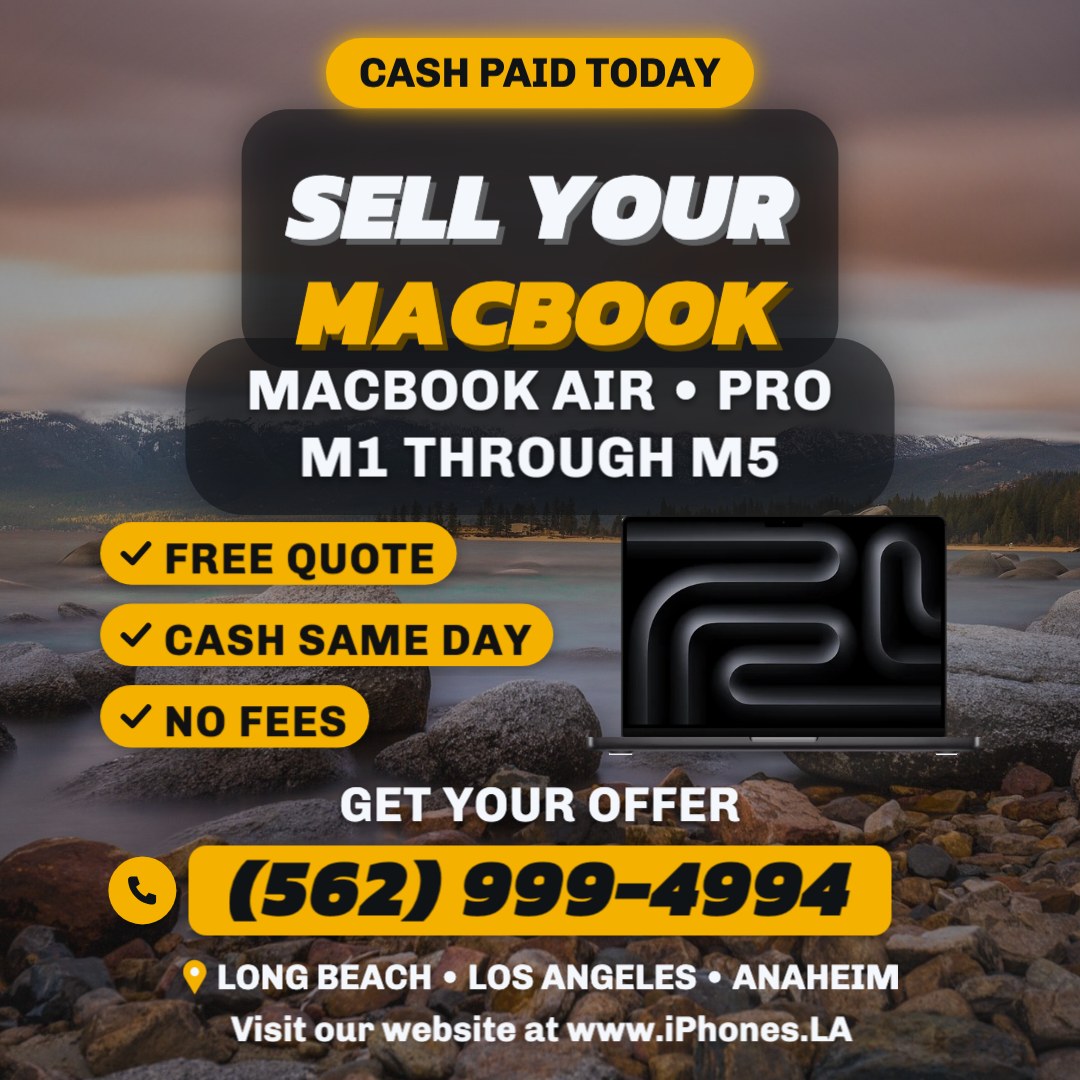 CASH PAID TODAY
SELL YOUR
MACBOOK
MACBOOK AIR • PRO
M1 THROUGH M5
FREE QUOTE
CASH SAME DAY
NO FEES
GET YOUR OFFER
(562) 999-4994
LONG BEACH • LOS ANGELES • ANAHEIM
Visit our website at www.iPhones.LA